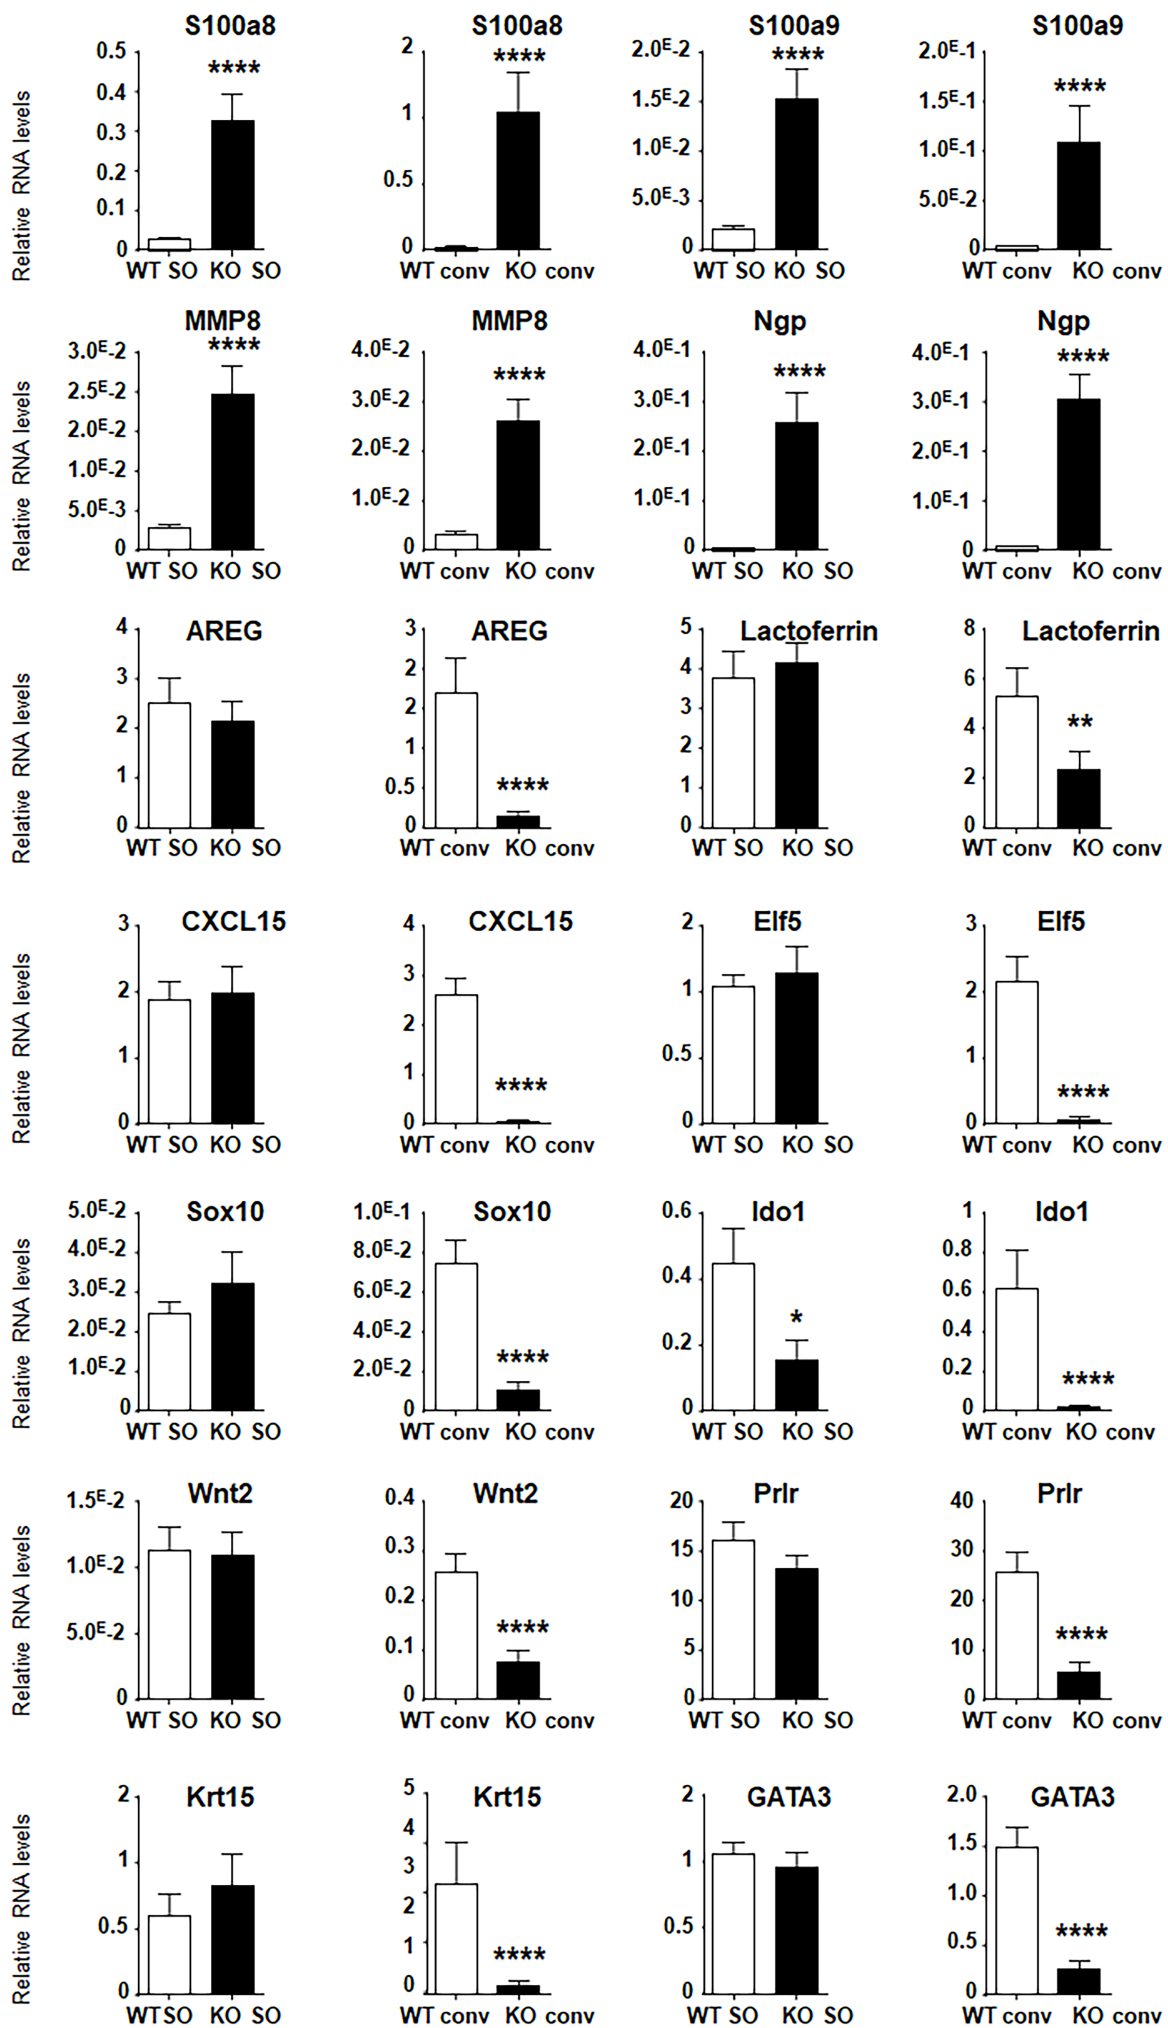 S100a8 S100a8 S100a9 S100a9
Relative RNA levels
0.5 0.4 0.3 0.2 0.1 0
****
WT SO KO SO
2 1 0.5 0
****
WT conv KO conv
2.0E-2 1.5E-2 1.0E-2 5.0E-3 0
****
WT SO KO SO
2.0E-1 1.5E-1 1.0E-1 5.0E-2 0
****
WT conv KO conv
MMP8 MMP8 Ngp Ngp
Relative RNA levels
3.0E-2 2.5E-2 2.0E-2 1.0E-2 5.0E-3 0
****
WT SO KO SO
4.0E-2 3.0E-2 2.0E-2 1.0E-2 0
****
WT conv KO conv
4.0E-1 3.0E-1 2.0E-1 1.0E-1 0
****
WT SO KO SO
4.0E-1 3.0E-1 2.0E-1 1.0E-1 0
****
WT conv KO conv
AREG AREG Lactoferrin Lactoferrin
Relative RNA levels
4 3 2 1 0
WT SO KO SO
3 2 2 1 0.5 0
****
WT conv KO conv
5 4 3 2 1 0
WT SO KO SO
8 6 4 2 0
**
WT conv KO conv
CXCL15 CXCL15 Elf5 Elf5
Relative RNA levels
3 2 1 0
WT SO KO SO
4 3 2 1 0
****
WT conv KO conv
2 1 0.5 0
WT SO KO SO
3 2 1 0
****
WT conv KO conv
Sox10 Sox10 Ido1 Ido1
Relative RNA levels
5.0E-2 4.0E-2 3.0E-2 2.0E-2 1.0E-2 0
WT SO KO SO
1.0E-1 8.0E-2 6.0E-2 4.0E-2 2.0E-2 0
****
WT conv KO conv
0.6 0.4 0.2 0
*
WT SO KO SO
1 0.8 0.6 0.4 0.2 0
****
WT conv KO conv
Wnt2 Wnt2 Prlr Prlr
Relative RNA levels
1.5E-2 1.0E-2 5.0E-2 0
WT SO KO SO
0.4 0.3 0.2 0.1 0
****
WT conv KO conv
20 15 10 5 0
WT SO KO SO
40 30 20 10 0
****
WT conv KO conv
Krt15 Krt15 GATA3 GATA3
Relative RNA levels
2 1 0.5 0
WT SO KO SO
5 4 3 2 1 0
****
WT conv KO conv
2 1 0.5 0
WT SO KO SO
2.0 1.5 1.0 0.5 0
****
WT conv KO conv